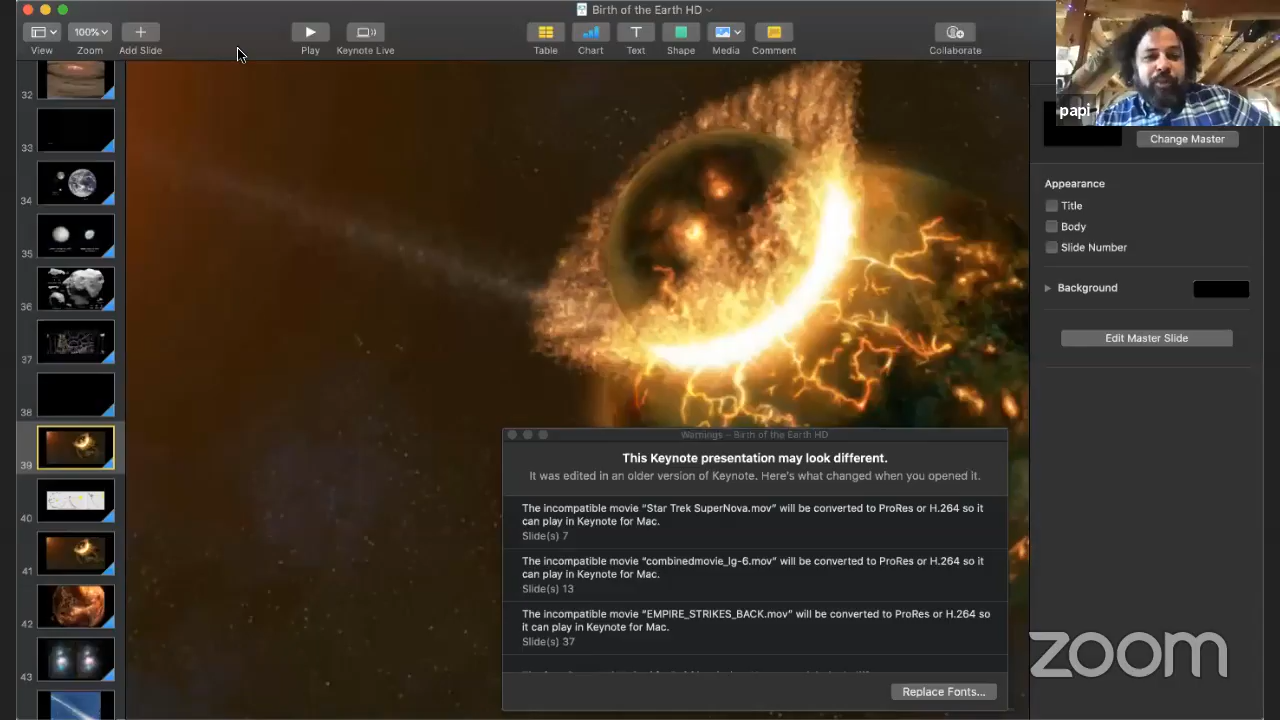 Birth of the Earth HD
100%
View
Zoom
Add Slide
Play
Keynote Live
Table
Chart
Text
Shape
Media
Comment
Collaborate
papi
Change Master
Appearance
Title
Body
Slide Number
Background
Edit Master Slide
32
33
34
35
36
37
38
39
40
41
42
43
Warnings – Birth of the Earth HD
This Keynote presentation may look different.
It was edited in an older version of Keynote. Here's what changed when you opened it.
The incompatible movie “Star Trek SuperNova.mov” will be converted to ProRes or H.264 so it
can play in Keynote for Mac.
Slide(s) 7
The incompatible movie “combinedmovie_lg-6.mov” will be converted to ProRes or H.264 so it
can play in Keynote for Mac.
Slide(s) 13
The incompatible movie “EMPIRE_STRIKES_BACK.mov” will be converted to ProRes or H.264 so
it can play in Keynote for Mac.
Slide(s) 37
Replace Fonts...
zoom